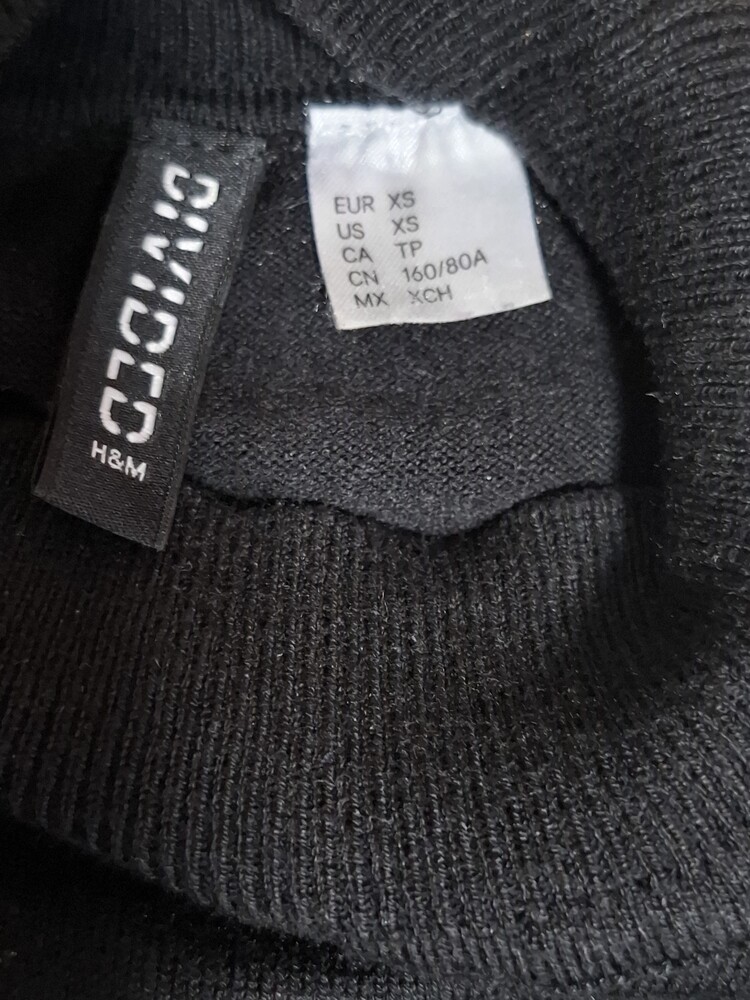 DIVIDED
H&M
EUR XS
US XS
CA TP
CN 160/80A
MX XCH